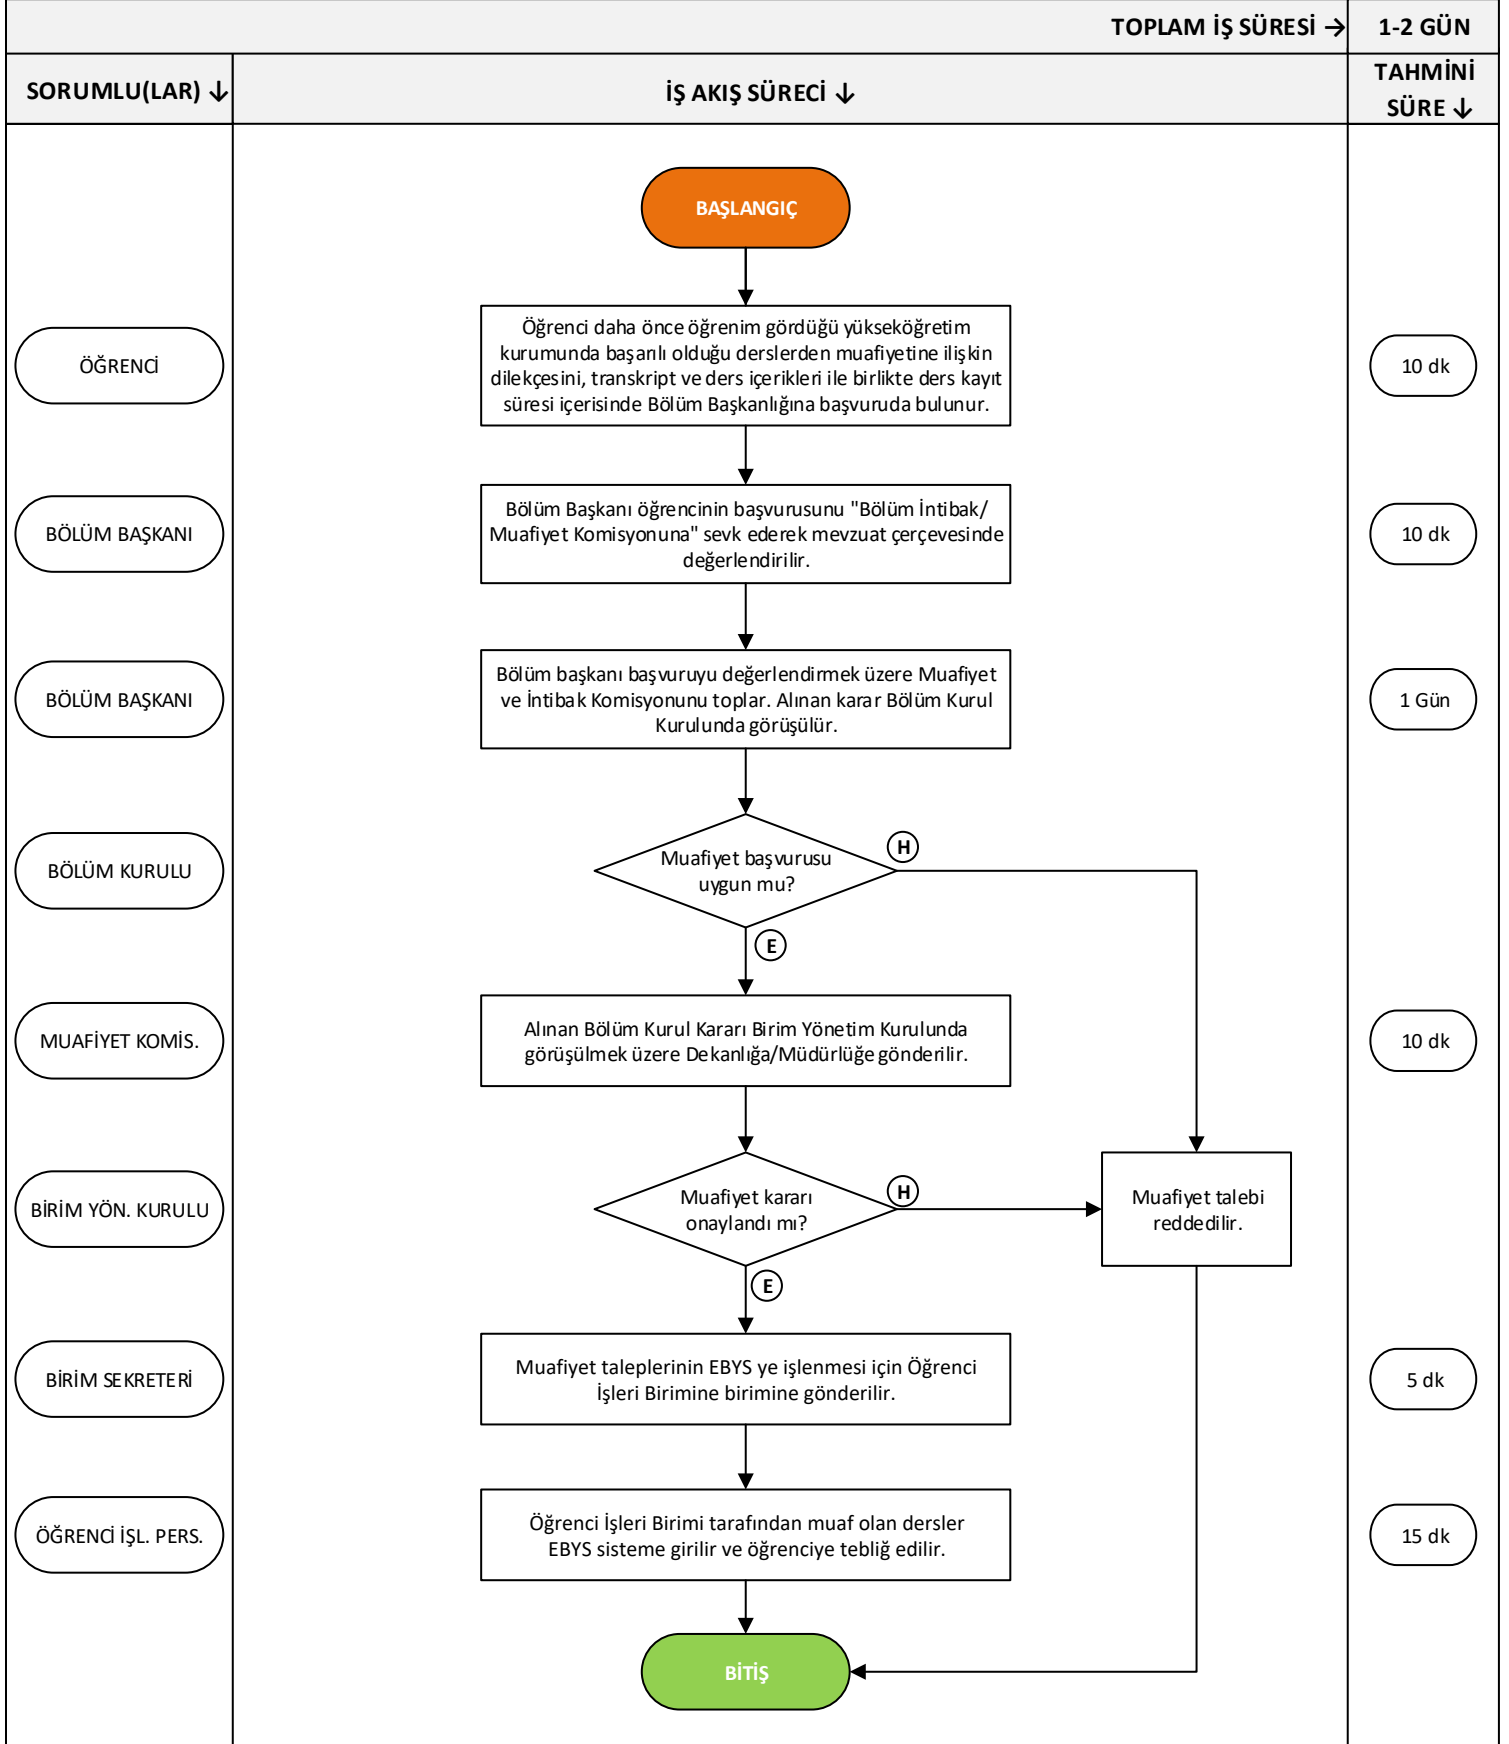 TOPLAM İŞ SÜRESİ →
1-2 GÜN
SORUMLU(LAR) ↓
İŞ AKIŞ SÜRECİ ↓
TAHMİNİ
SÜRE ↓
BAŞLANGIÇ
ÖĞRENCİ
Öğrenci daha önce öğrenim gördüğü yükseköğretim
kurumunda başarılı olduğu derslerden muafiyetine ilişkin
dilekçesini, transkript ve ders içerikleri ile birlikte ders kayıt
süresi içerisinde Bölüm Başkanlığına başvuruda bulunur.
10 dk
BÖLÜM BAŞKANI
Bölüm Başkanı öğrencinin başvurusunu "Bölüm İntibak/
Muafiyet Komisyonuna" sevk ederek mevzuat çerçevesinde
değerlendirilir.
10 dk
BÖLÜM BAŞKANI
Bölüm başkanı başvuruyu değerlendirmek üzere Muafiyet
ve İntibak Komisyonunu toplar. Alınan karar Bölüm Kurul
Kurulunda görüşülür.
1 Gün
BÖLÜM KURULU
Muafiyet başvurusu
uygun mu?
H
E
MUAFİYET KOMİS.
Alınan Bölüm Kurul Kararı Birim Yönetim Kurulunda
görüşülmek üzere Dekanlığa/Müdürlüğe gönderilir.
10 dk
BİRİM YÖN. KURULU
Muafiyet kararı
onaylandı mı?
H
Muafiyet talebi
reddedilir.
E
BİRİM SEKRETERİ
Muafiyet taleplerinin EBYS ye işlenmesi için Öğrenci
İşleri Birimine birimine gönderilir.
5 dk
ÖĞRENCİ İŞL. PERS.
Öğrenci İşleri Birimi tarafından muaf olan dersler
EBYS sisteme girilir ve öğrenciye tebliğ edilir.
15 dk
BİTİŞ